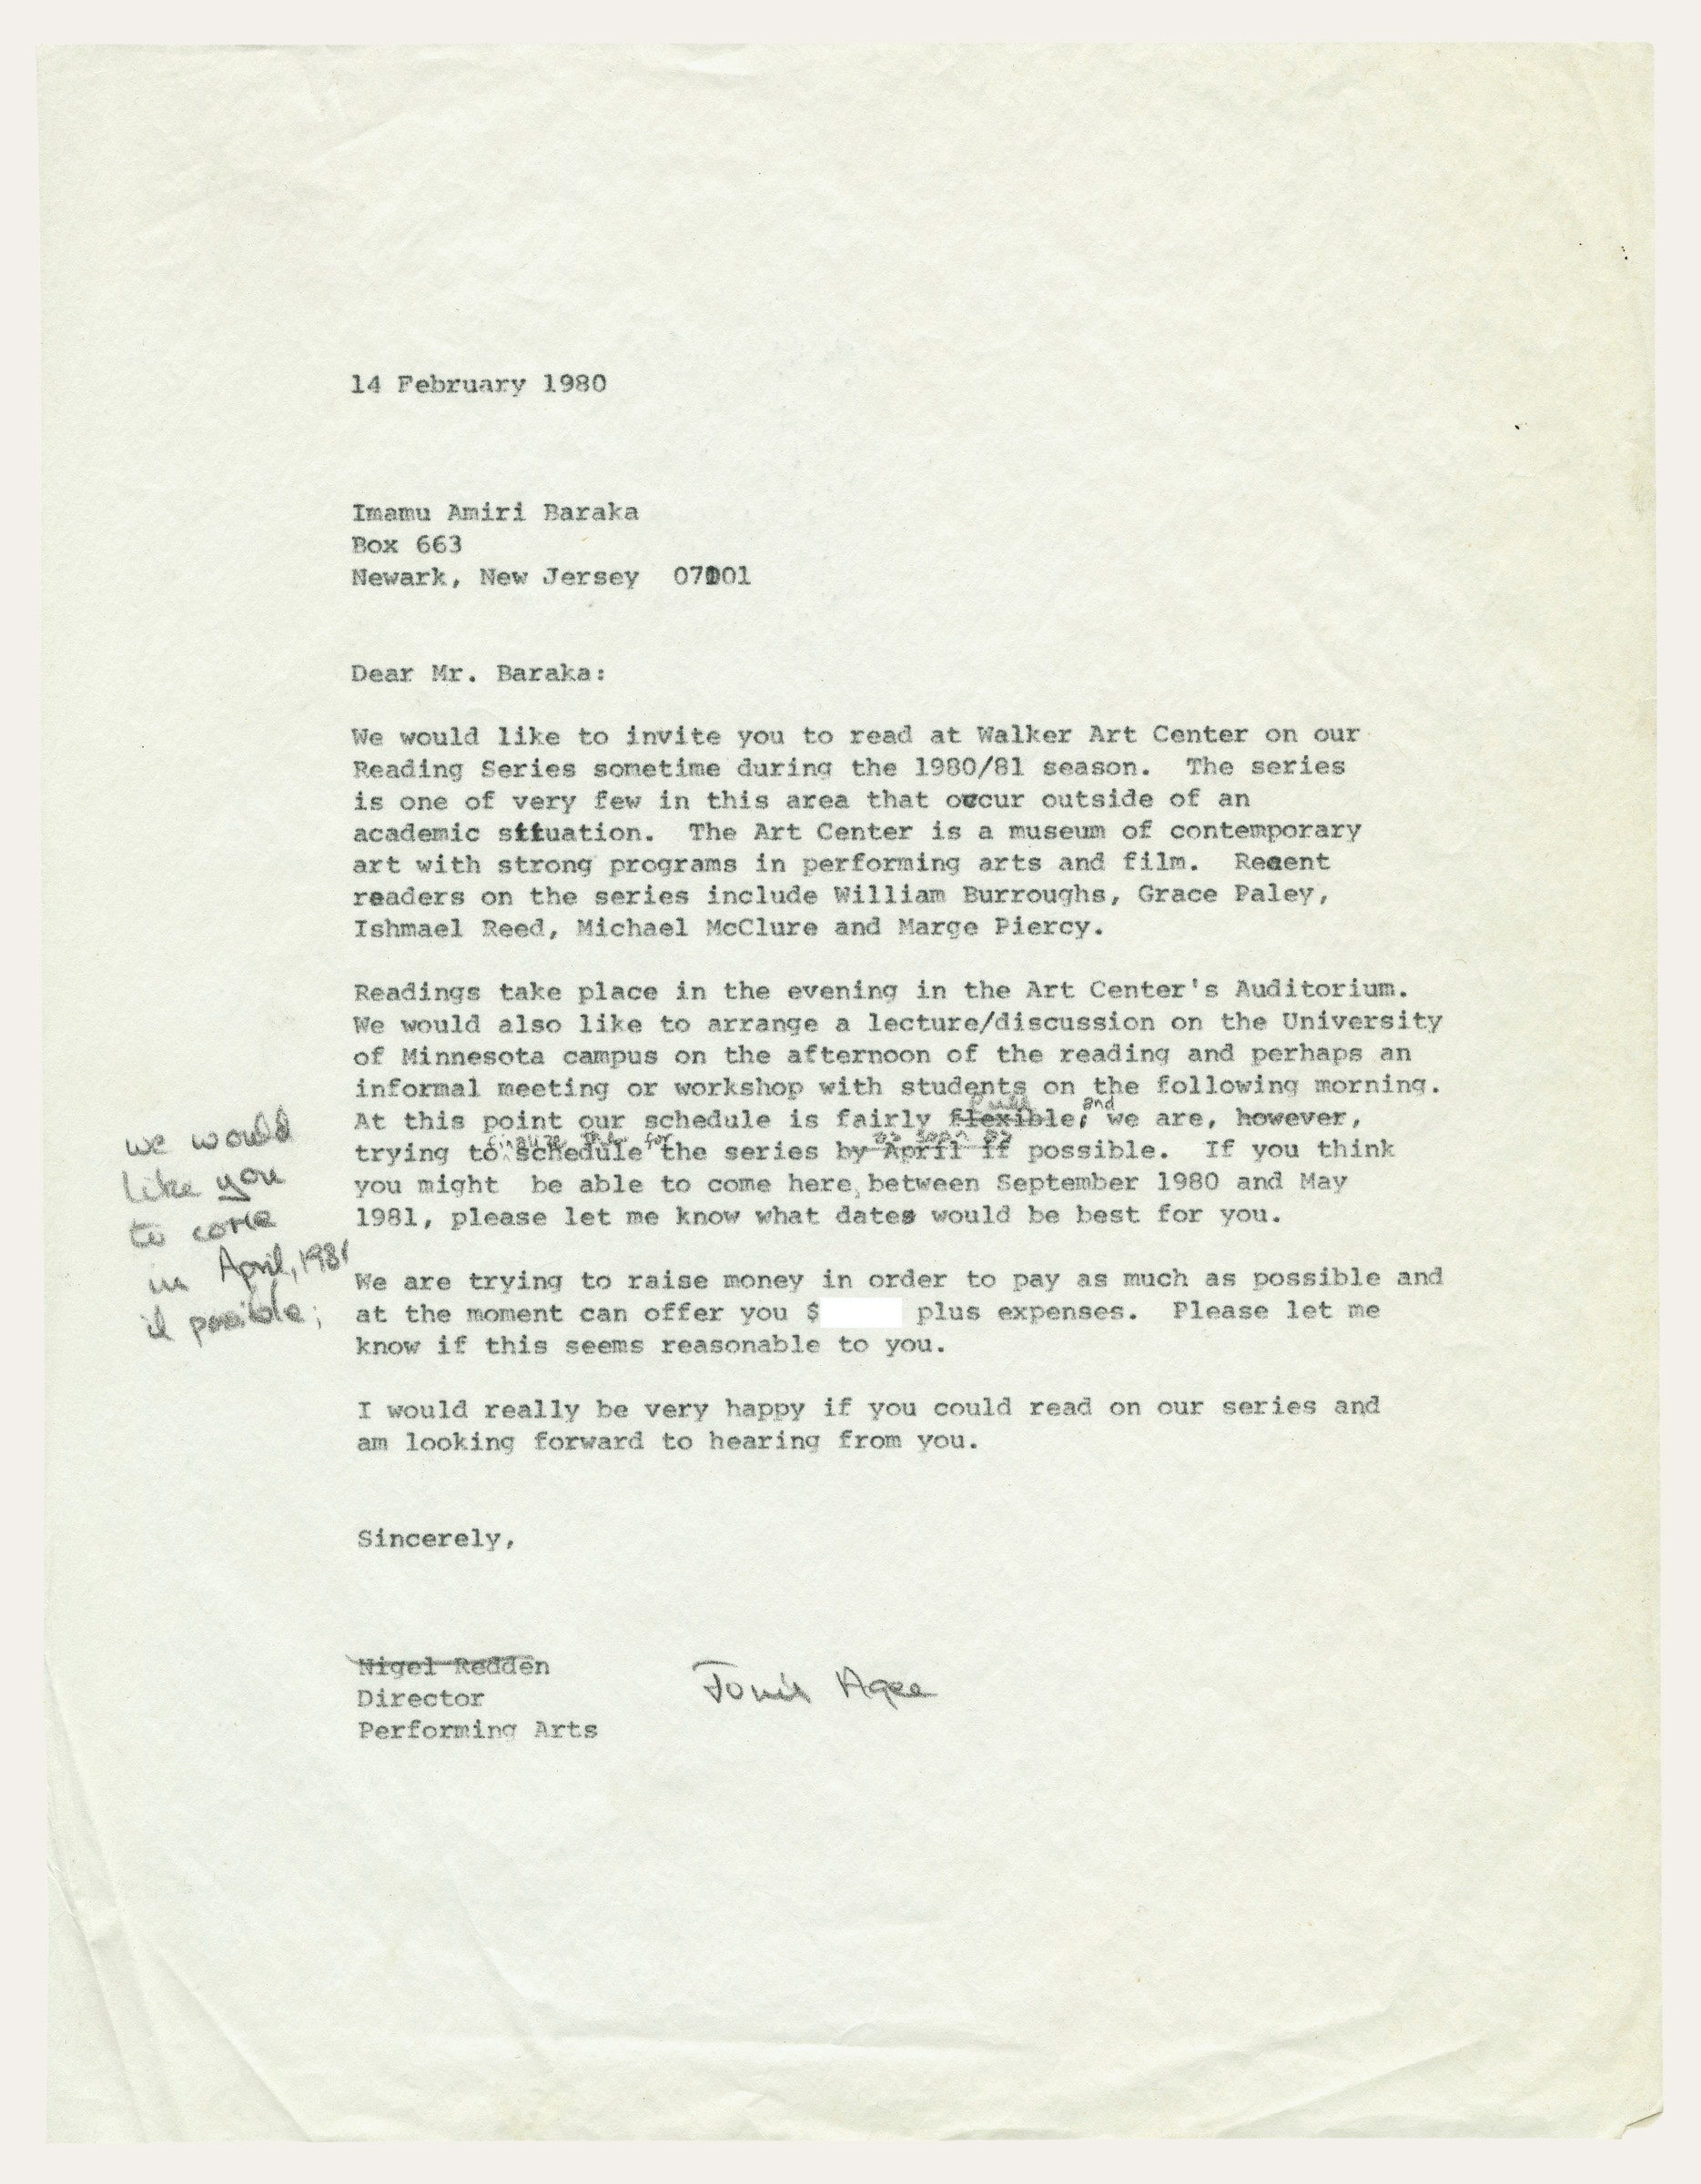 14 February 1980
Imamu Amiri Baraka
Box 663
Newark, New Jersey 07001
Dear Mr. Baraka:
We would like to invite you to read at Walker Art Center on our
Reading Series sometime during the 1980/81 season. The series
is one of very few in this area that occur outside of an
academic situation. The Art Center is a museum of contemporary
art with strong programs in performing arts and film. Recent
readers on the series include William Burroughs, Grace Paley,
Ishmael Reed, Michael McClure and Marge Piercy.
Readings take place in the evening in the Art Center's Auditorium.
We would also like to arrange a lecture/discussion on the University
of Minnesota campus on the afternoon of the reading and perhaps an
informal meeting or workshop with students on the following morning.
full and
At this point our schedule is fairly flexible; we are, however,
for as soon as
trying to schedule the series by April if possible. If you think
you might be able to come here, between September 1980 and May
1981, please let me know what dates would be best for you.
we would
like you
to come
in April, 1981
if possible;
We are trying to raise money in order to pay as much as possible and
at the moment can offer you $ plus expenses. Please let me
know if this seems reasonable to you.
I would really be very happy if you could read on our series and
am looking forward to hearing from you.
Sincerely,
Nigel Redden
Director
Performing Arts
Jonis Agee